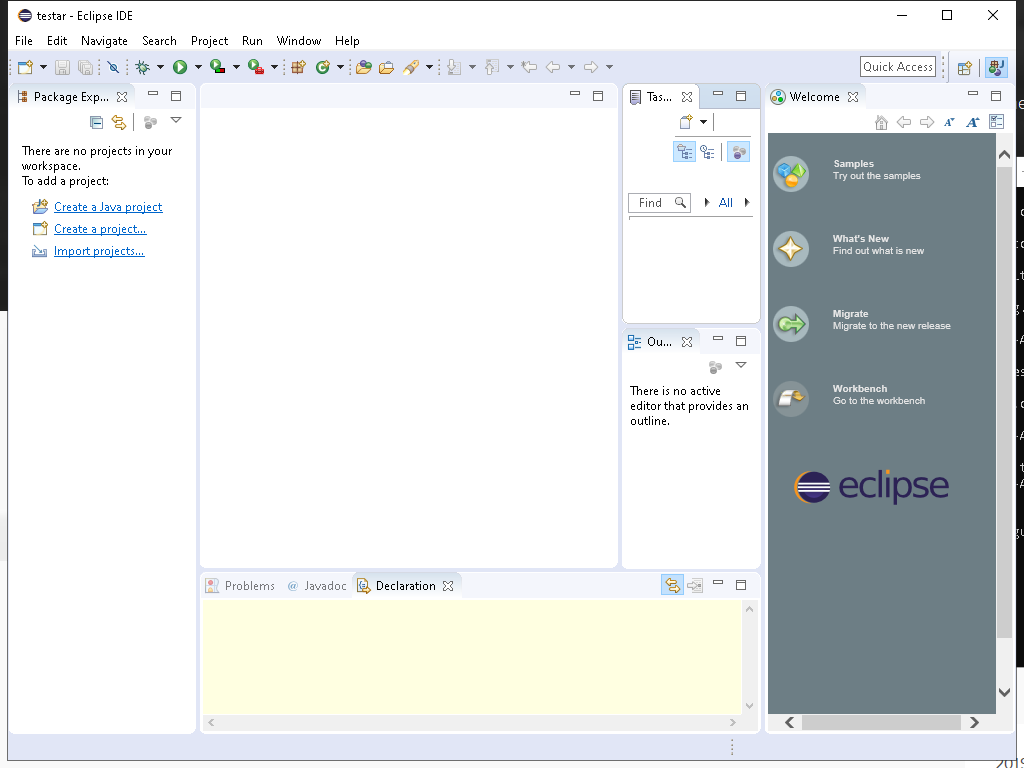 testar - Eclipse IDE
File Edit Navigate Search Project Run Window Help
Quick Access
Package Exp...
There are no projects in your
workspace.
To add a project:
Create a Java project
Create a project...
Import projects...
Tas...
Find
All
Ou...
There is no active
editor that provides an
outline.
Problems
@ Javadoc
Declaration
Welcome
Samples
Try out the samples
What's New
Find out what is new
Migrate
Migrate to the new release
Workbench
Go to the workbench
eclipse